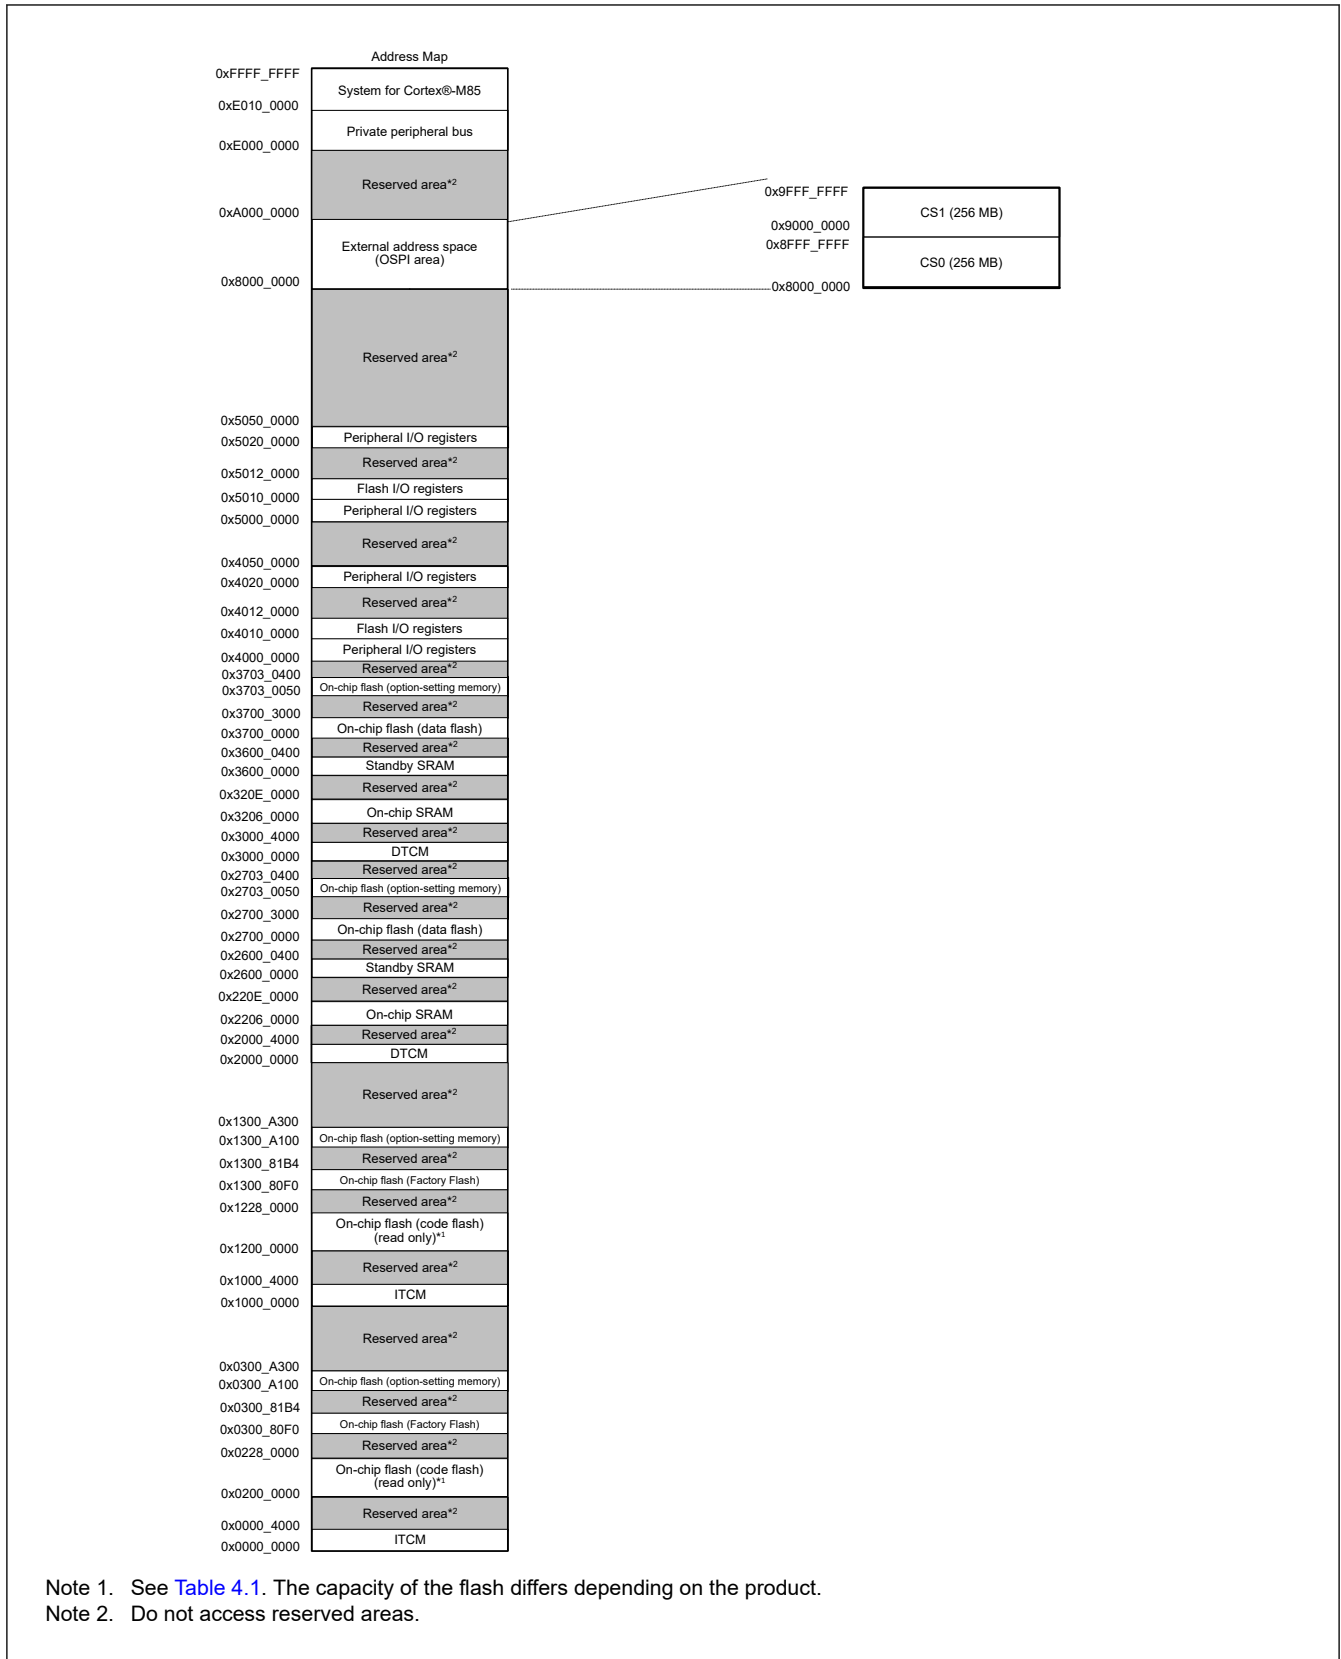 Address Map
0xFFFF_FFFF
System for Cortex®-M85
0xE010_0000
Private peripheral bus
0xE000_0000
Reserved area*2
0x9FFF_FFFF
CS1 (256 MB)
0xA000_0000
0x9000_0000
0x8FFF_FFFF
External address space
(OSPI area)
CS0 (256 MB)
0x8000_0000
0x8000_0000
Reserved area*2
0x5050_0000
Peripheral I/O registers
0x5020_0000
Reserved area*2
0x5012_0000
Flash I/O registers
0x5010_0000
Peripheral I/O registers
0x5000_0000
Reserved area*2
0x4050_0000
Peripheral I/O registers
0x4020_0000
Reserved area*2
0x4012_0000
Flash I/O registers
0x4010_0000
Peripheral I/O registers
0x4000_0000
Reserved area*2
0x3703_0400
On-chip flash (option-setting memory)
0x3703_0050
Reserved area*2
0x3700_3000
On-chip flash (data flash)
0x3700_0000
Reserved area*2
0x3600_0400
Standby SRAM
0x3600_0000
Reserved area*2
0x320E_0000
On-chip SRAM
0x3206_0000
Reserved area*2
0x3000_4000
DTCM
0x3000_0000
Reserved area*2
0x2703_0400
On-chip flash (option-setting memory)
0x2703_0050
Reserved area*2
0x2700_3000
On-chip flash (data flash)
0x2700_0000
Reserved area*2
0x2600_0400
Standby SRAM
0x2600_0000
Reserved area*2
0x220E_0000
On-chip SRAM
0x2206_0000
Reserved area*2
0x2000_4000
DTCM
0x2000_0000
Reserved area*2
0x1300_A300
On-chip flash (option-setting memory)
0x1300_A100
Reserved area*2
0x1300_81B4
On-chip flash (Factory Flash)
0x1300_80F0
Reserved area*2
0x1228_0000
On-chip flash (code flash)
(read only)*1
0x1200_0000
Reserved area*2
0x1000_4000
ITCM
0x1000_0000
Reserved area*2
0x0300_A300
On-chip flash (option-setting memory)
0x0300_A100
Reserved area*2
0x0300_81B4
On-chip flash (Factory Flash)
0x0300_80F0
Reserved area*2
0x0228_0000
On-chip flash (code flash)
(read only)*1
0x0200_0000
Reserved area*2
0x0000_4000
ITCM
0x0000_0000
Note 1. See Table 4.1. The capacity of the flash differs depending on the product.
Note 2. Do not access reserved areas.